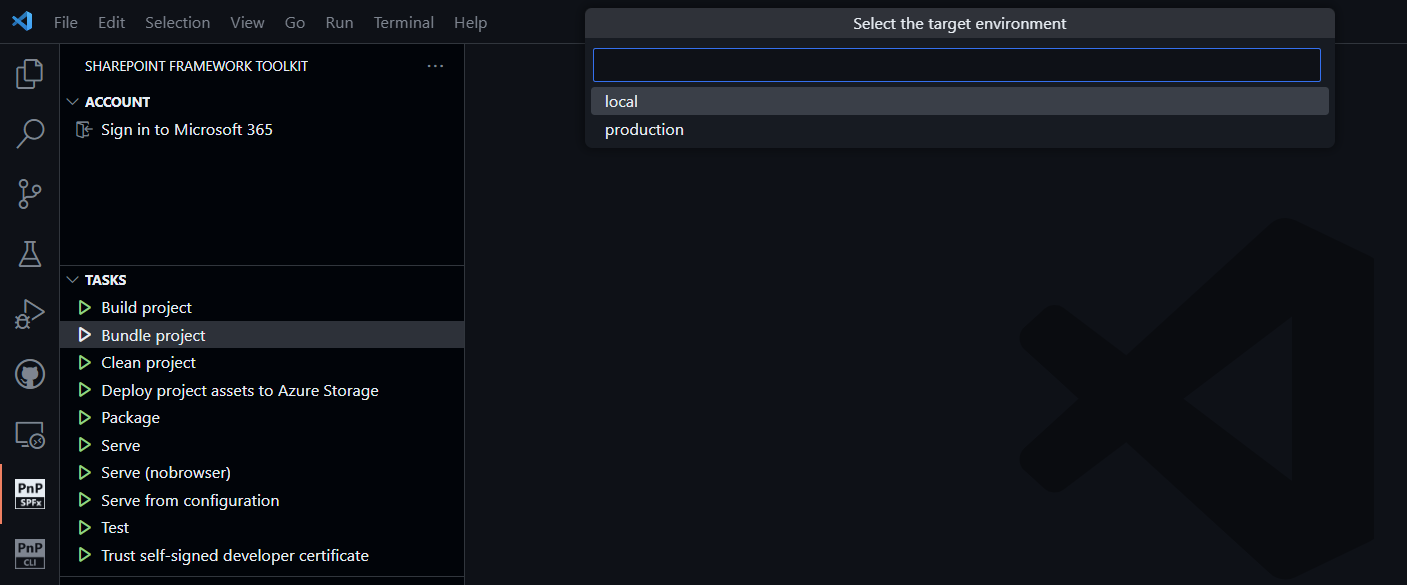 File Edit Selection View Go Run Terminal Help
Select the target environment
local
production
SHAREPOINT FRAMEWORK TOOLKIT
ACCOUNT
Sign in to Microsoft 365
TASKS
Build project
Bundle project
Clean project
Deploy project assets to Azure Storage
Package
Serve
Serve (nobrowser)
Serve from configuration
Test
Trust self-signed developer certificate
PnP
SPFx
PnP
CLI